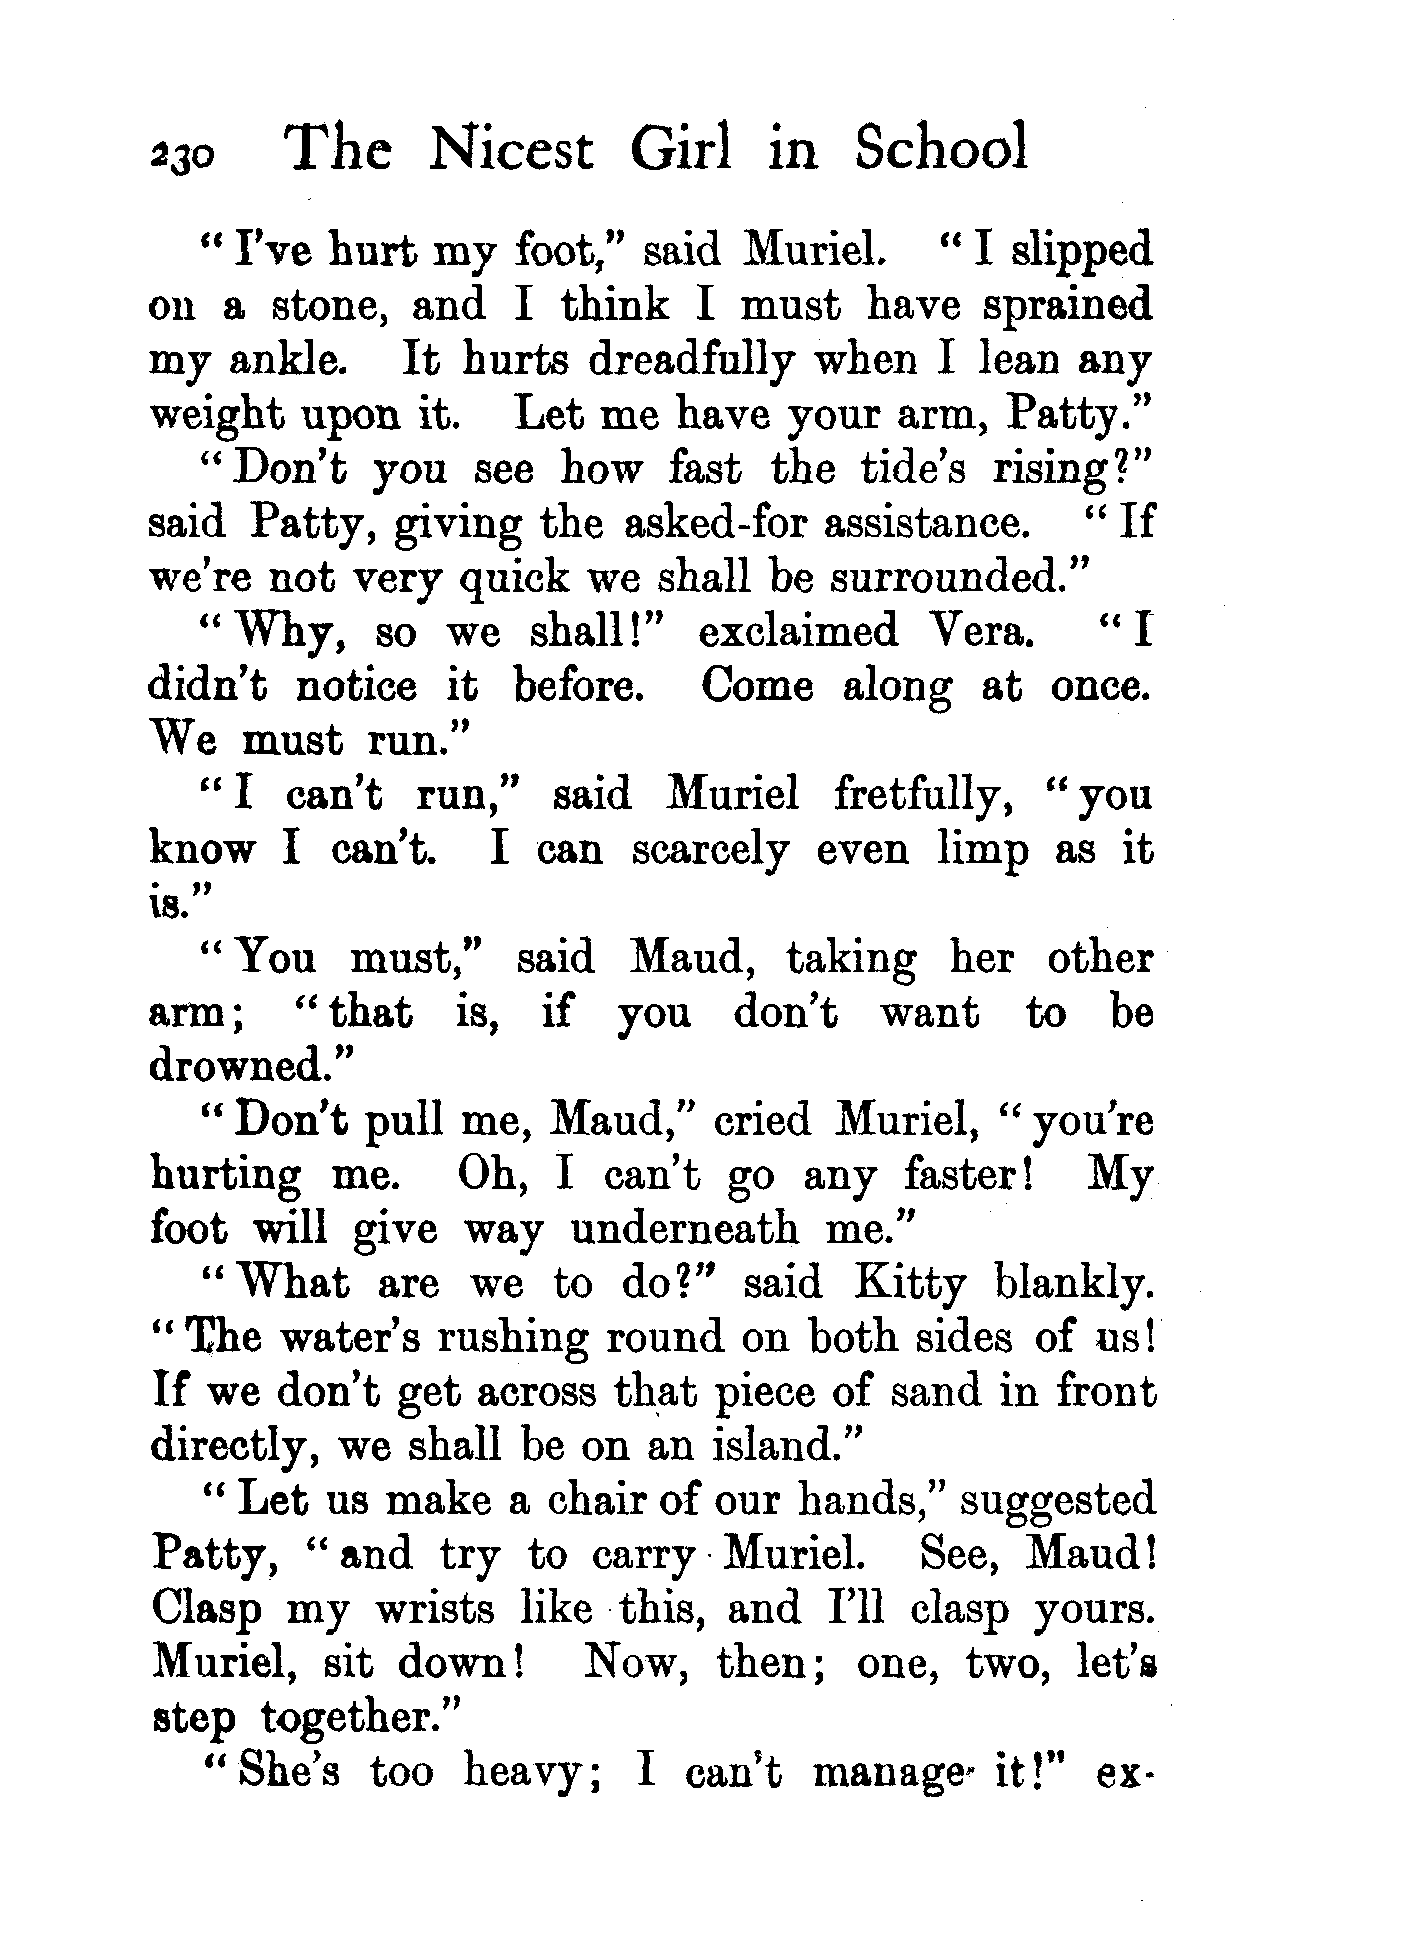 230 The Nicest Girl in School
"I've hurt my foot," said Muriel. "I slipped
on a stone, and I think I must have sprained
my ankle. It hurts dreadfully when I lean any
weight upon it. Let me have your arm, Patty."
"Don't you see how fast the tide's rising?"
said Patty, giving the asked-for assistance. "If
we're not very quick we shall be surrounded."
"Why, so we shall!" exclaimed Vera. "I
didn't notice it before. Come along at once.
We must run."
"I can't run," said Muriel fretfully, "you
know I can't. I can scarcely even limp as it
is."
"You must," said Maud, taking her other
arm; "that is, if you don't want to be
drowned."
"Don't pull me, Maud," cried Muriel, "you're
hurting me. Oh, I can't go any faster! My
foot will give way underneath me."
"What are we to do?" said Kitty blankly.
"The water's rushing round on both sides of us!
If we don't get across that piece of sand in front
directly, we shall be on an island."
"Let us make a chair of our hands," suggested
Patty, "and try to carry Muriel. See, Maud!
Clasp my wrists like this, and I'll clasp yours.
Muriel, sit down! Now, then; one, two, let's
step together."
"She's too heavy; I can't manage it!" ex-